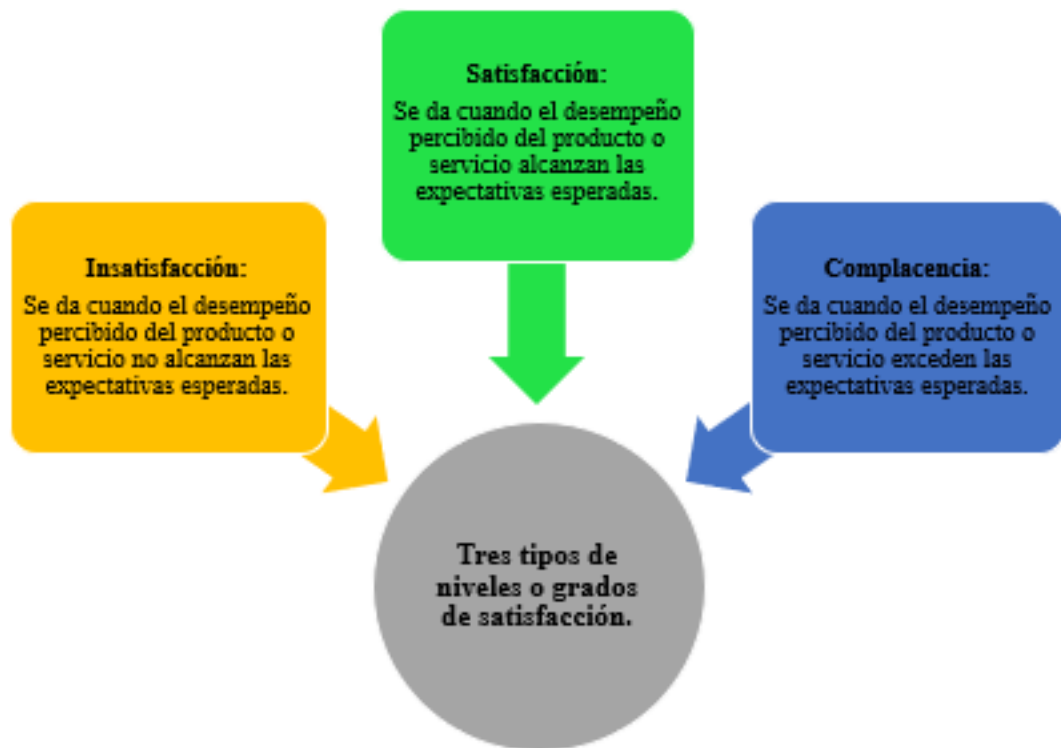 Satisfacción:
Se da cuando el desempeño
percibido del producto o
servicio alcanzan las
expectativas esperadas.
Insatisfacción:
Se da cuando el desempeño
percibido del producto o
servicio no alcanzan las
expectativas esperadas.
Complacencia:
Se da cuando el desempeño
percibido del producto o
servicio exceden las
expectativas esperadas.
Tres tipos de
niveles o grados
de satisfacción.